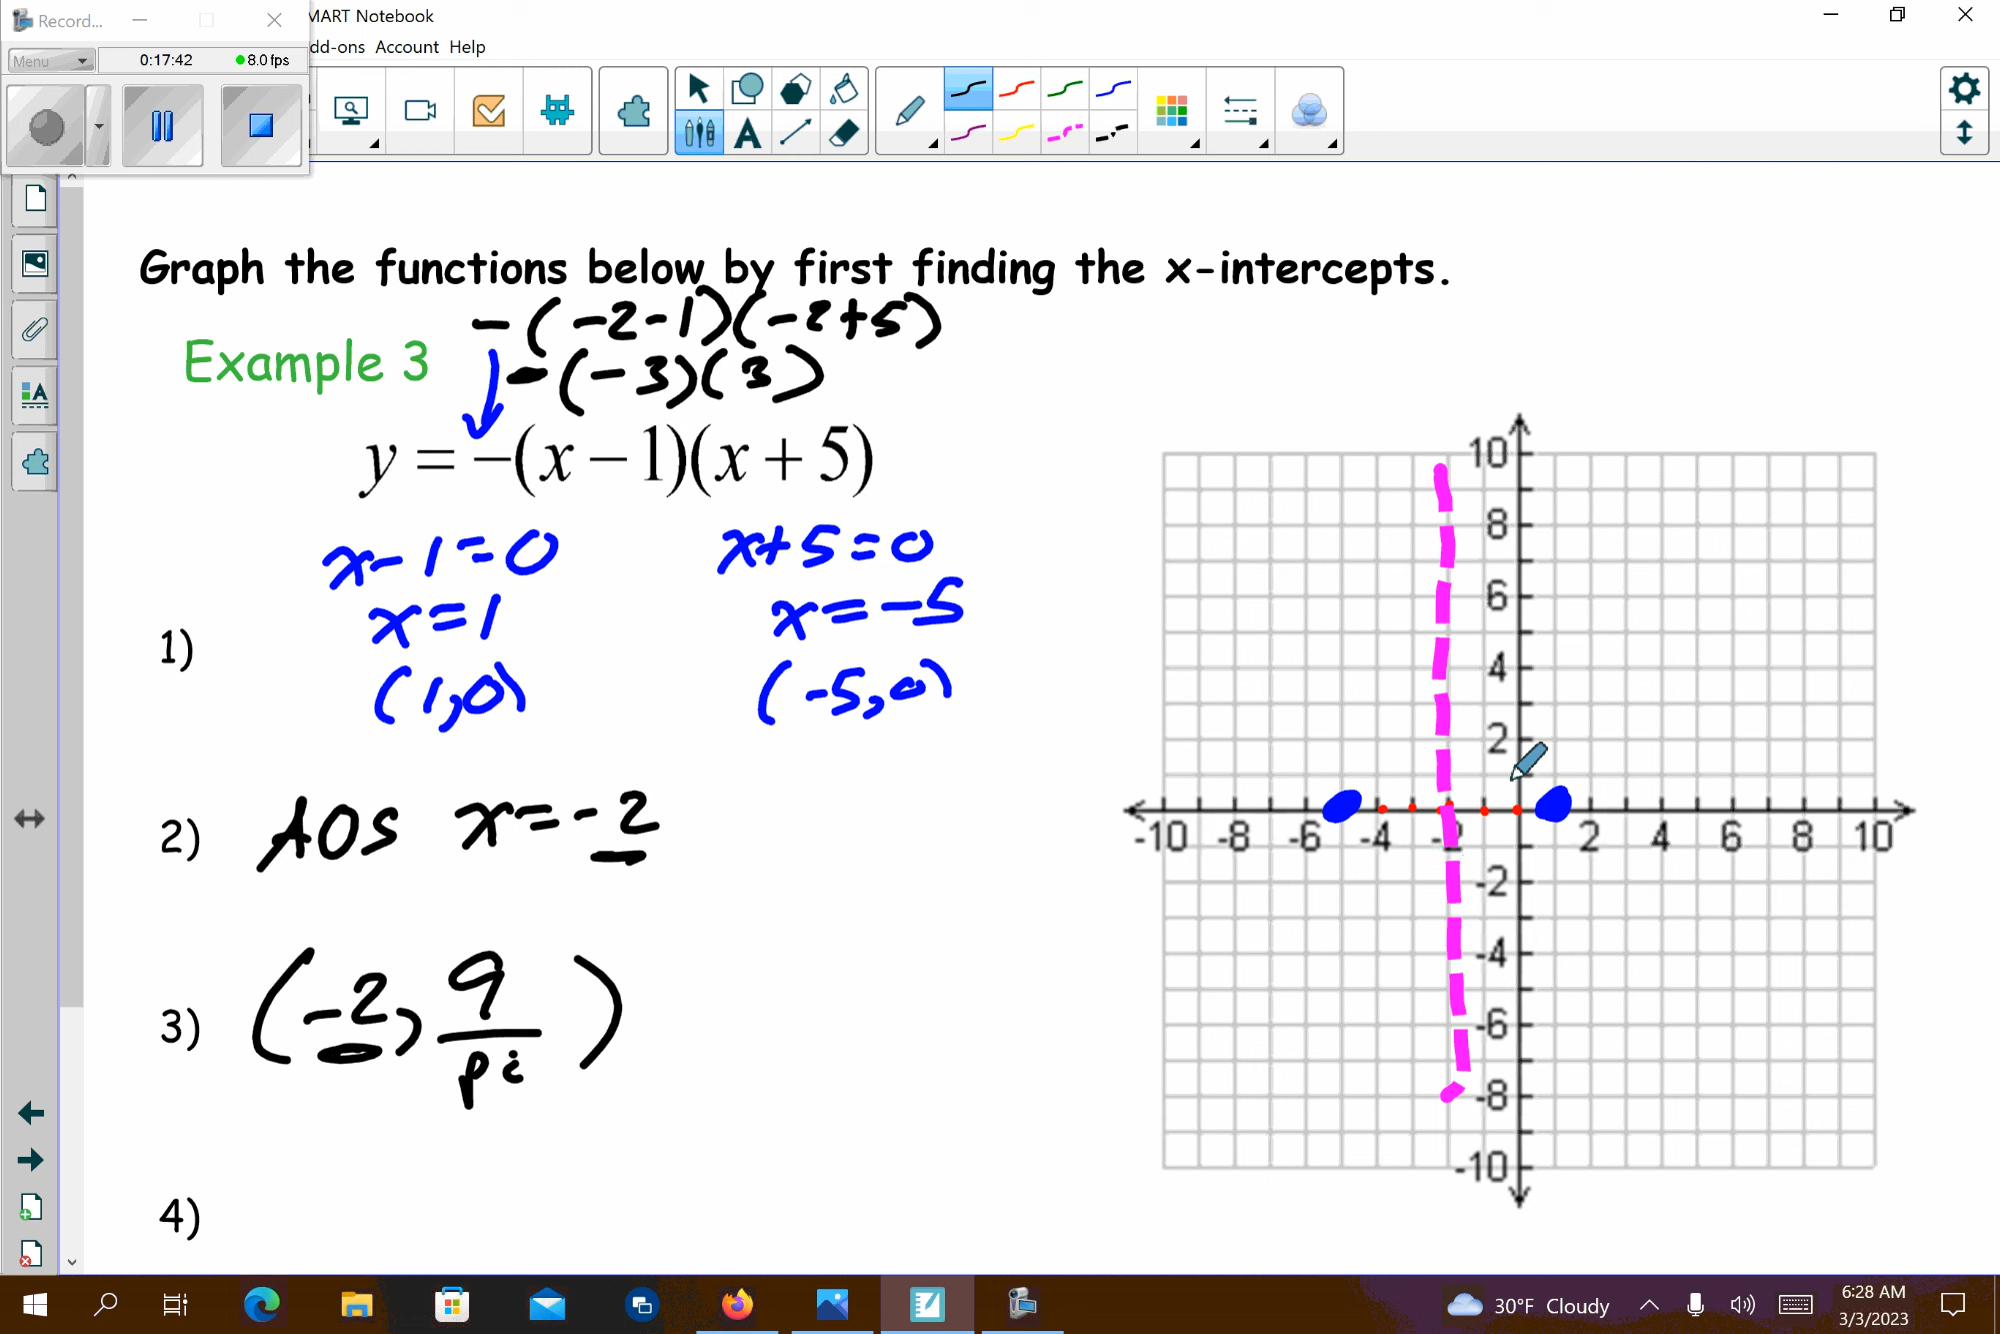 Record...
MART Notebook
dd-ons Account Help
Menu
0:17:42
8.0 fps
Graph the functions below by first finding the x-intercepts.
-(-2-1)(-2+5)
Example 3
-(-3)(3)
y = -(x - 1)(x + 5)
x-1=0
x+5=0
x=1
x=-5
1)
(1,0)
(-5,0)
2) AOS x=-2
3) (-2, 9
pi )
4)
10
8
6
4
2
-10 -8 -6 -4 -2 2 4 6 8 10
-2
-4
-6
-8
-10
30°F Cloudy
6:28 AM
3/3/2023